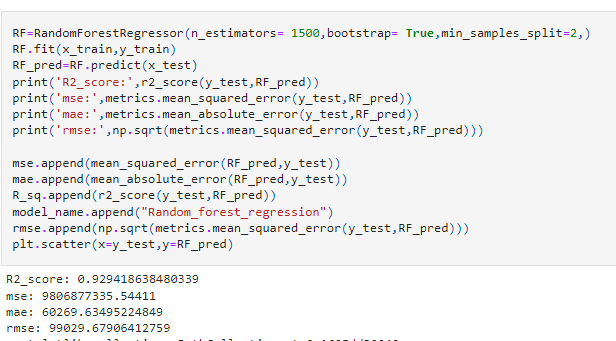 RF=RandomForestRegressor(n_estimators= 1500,bootstrap= True,min_samples_split=2,)
RF.fit(x_train,y_train)
RF_pred=RF.predict(x_test)
print('R2_score:',r2_score(y_test,RF_pred))
print('mse:',metrics.mean_squared_error(y_test,RF_pred))
print('mae:',metrics.mean_absolute_error(y_test,RF_pred))
print('rmse:',np.sqrt(metrics.mean_squared_error(y_test,RF_pred)))
mse.append(mean_squared_error(RF_pred,y_test))
mae.append(mean_absolute_error(RF_pred,y_test))
R_sq.append(r2_score(y_test,RF_pred))
model_name.append("Random_forest_regression")
rmse.append(np.sqrt(metrics.mean_squared_error(y_test,RF_pred)))
plt.scatter(x=y_test,y=RF_pred)
R2_score: 0.929418638480339
mse: 9806877335.54411
mae: 60269.63495224849
rmse: 99029.67906412759